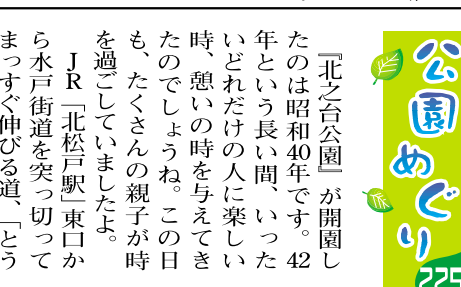 公園めぐり
225
『北之台公園』が開園し
たのは昭和40年です。42
年という長い間、いった
いどれだけの人に楽しい
時、憩いの時を与えてき
たのでしょうね。この日
も、たくさんの親子が時
を過ごしていましたよ。
JR「北松戸駅」東口か
ら水戸街道を突っ切って
まっすぐ伸びる道、「とう